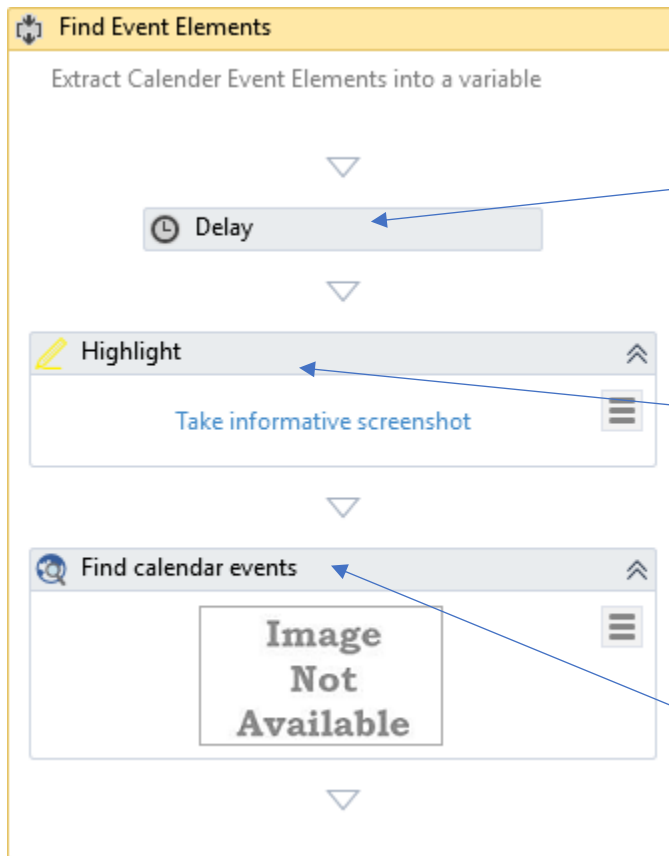 Find Event Elements
Extract Calender Event Elements into a variable
Delay
Highlight
Take informative screenshot
Find calendar events
Image
Not
Available